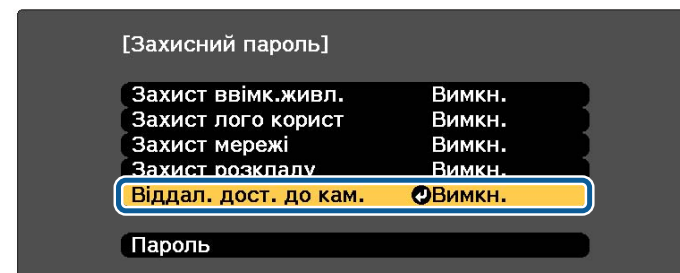 [Захисний пароль]
Захист ввімк.живл. Вимкн.
Захист лого корист Вимкн.
Захист мережі Вимкн.
Захист розкладу Вимкн.
Віддал. дост. до кам. Вимкн.
Пароль